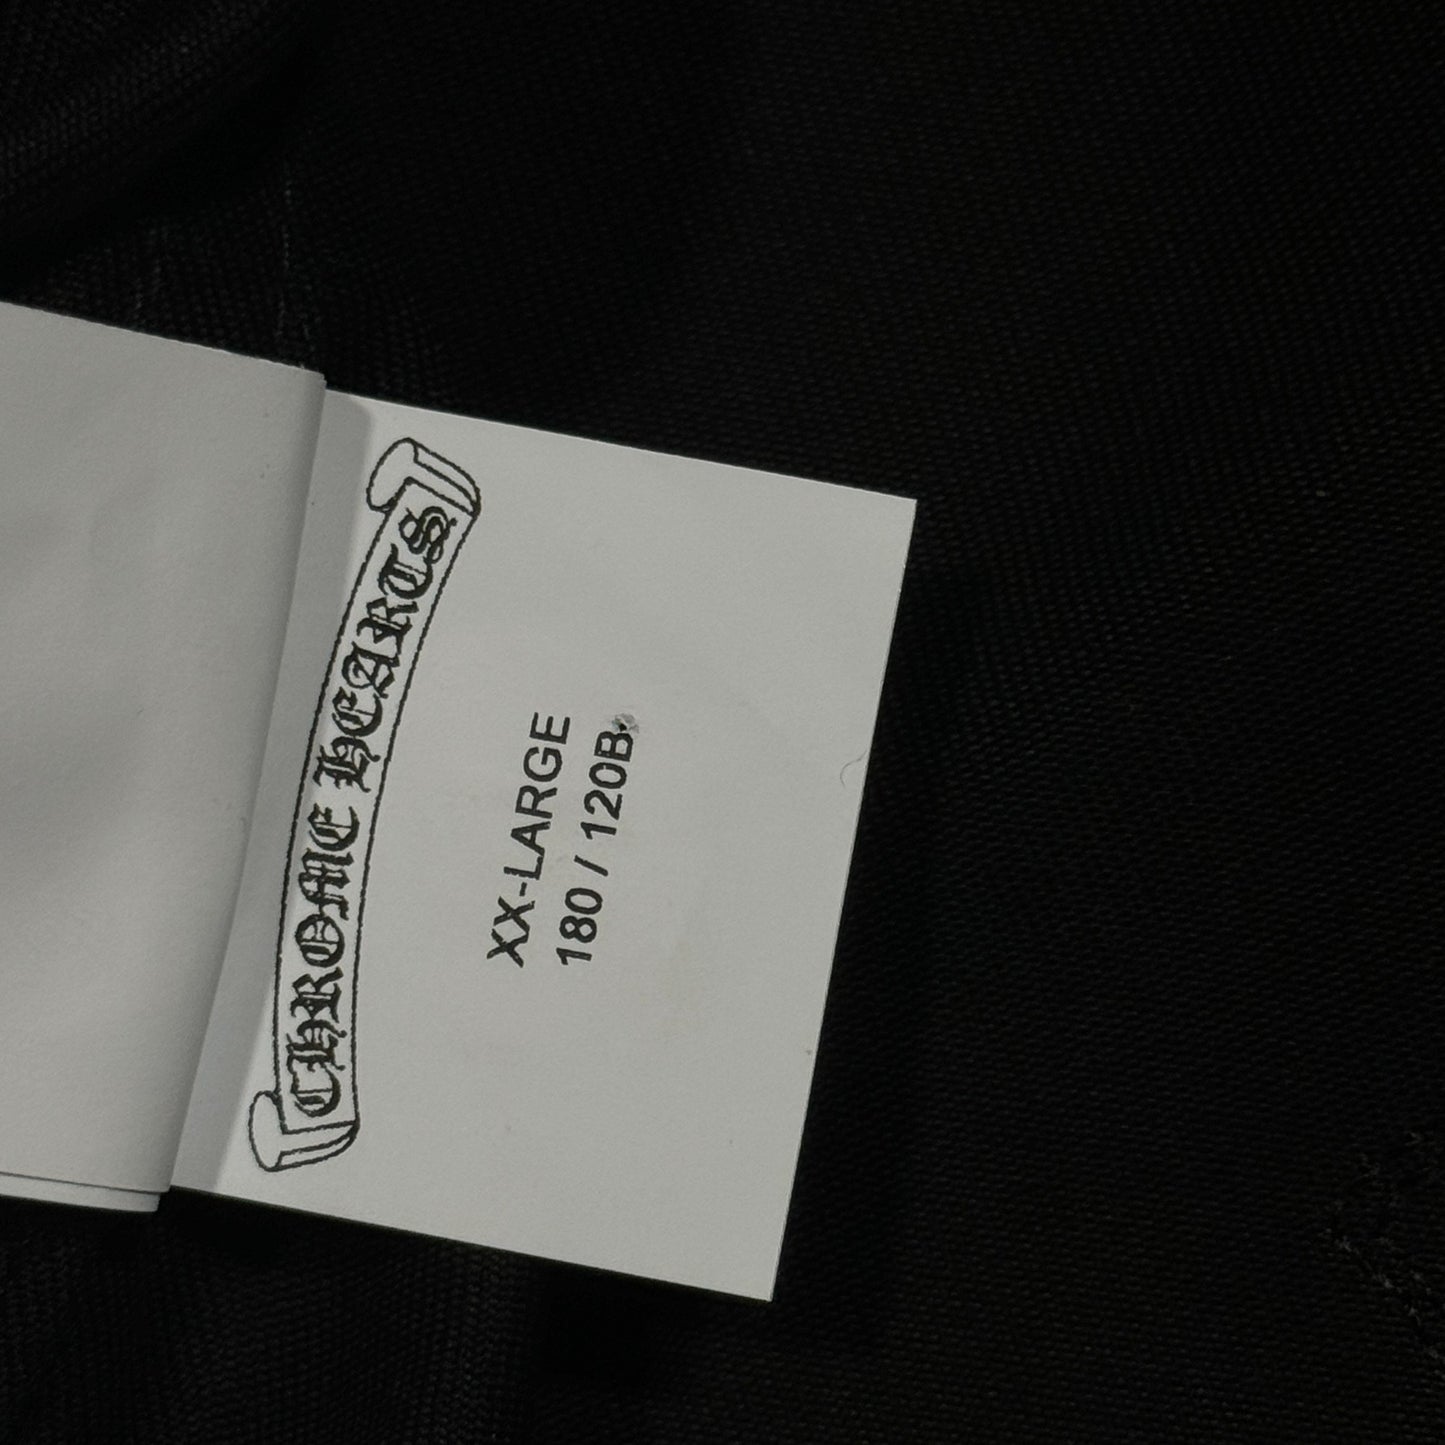 CHROME HEARTS
XX-LARGE
180 / 120B